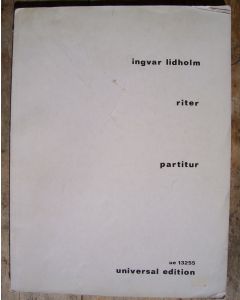 ingvar lidholm
riter
partitur
ue 13255
universal edition